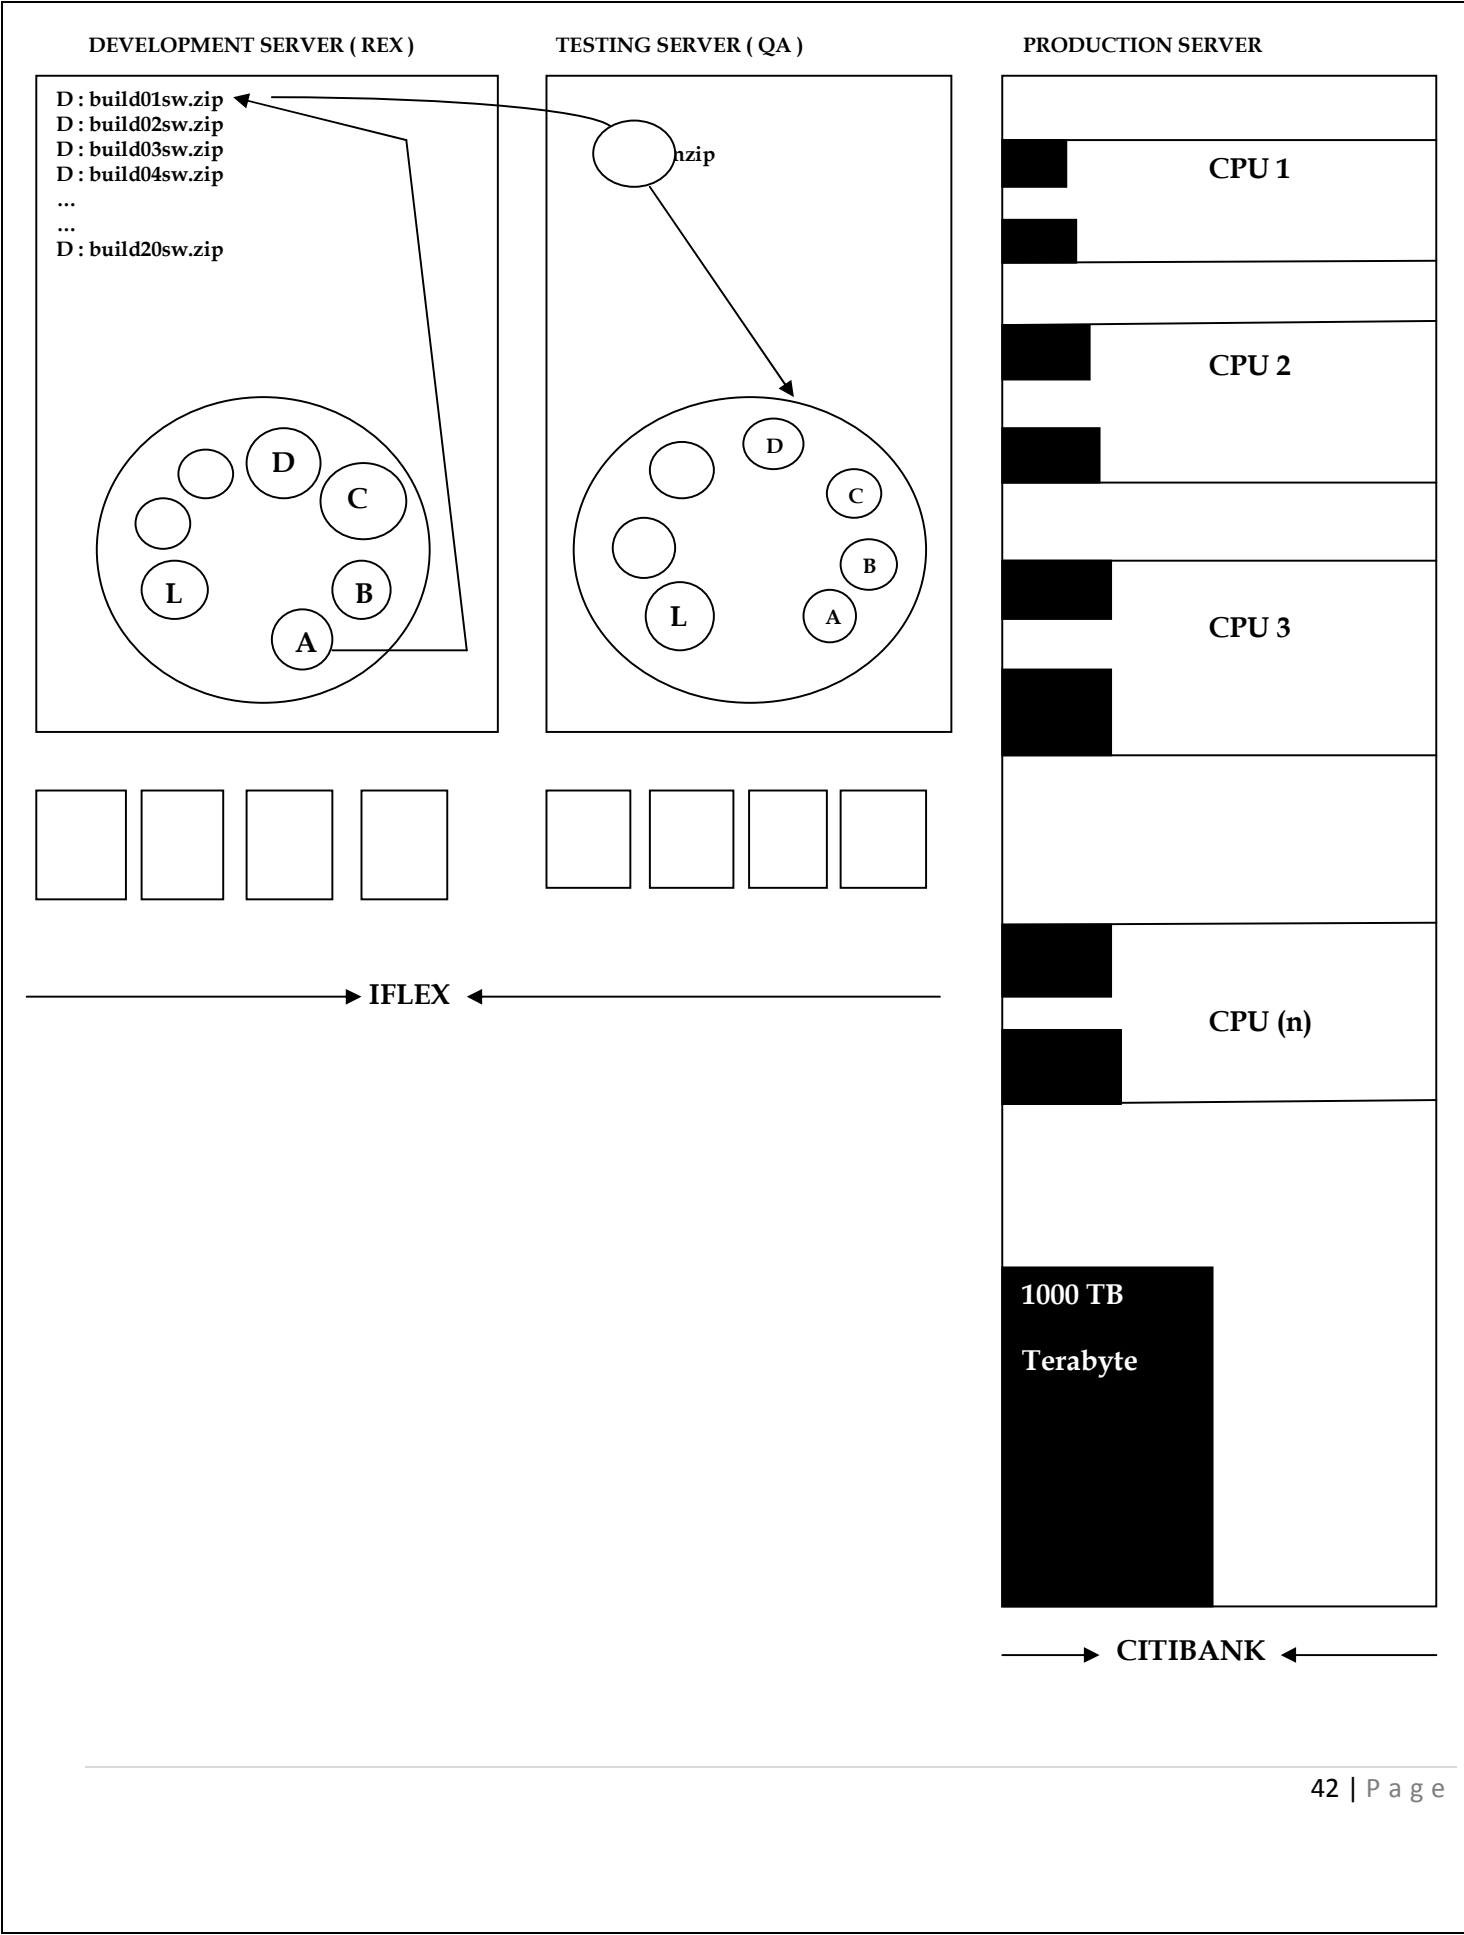 DEVELOPMENT SERVER ( REX )
TESTING SERVER ( QA )
PRODUCTION SERVER
D : build01sw.zip
D : build02sw.zip
D : build03sw.zip
D : build04sw.zip
...
...
D : build20sw.zip
nzip
CPU 1
CPU 2
D
C
L
B
A
D
C
B
L
A
CPU 3
IFLEX
CPU (n)
1000 TB
Terabyte
CITIBANK
42 | P a g e